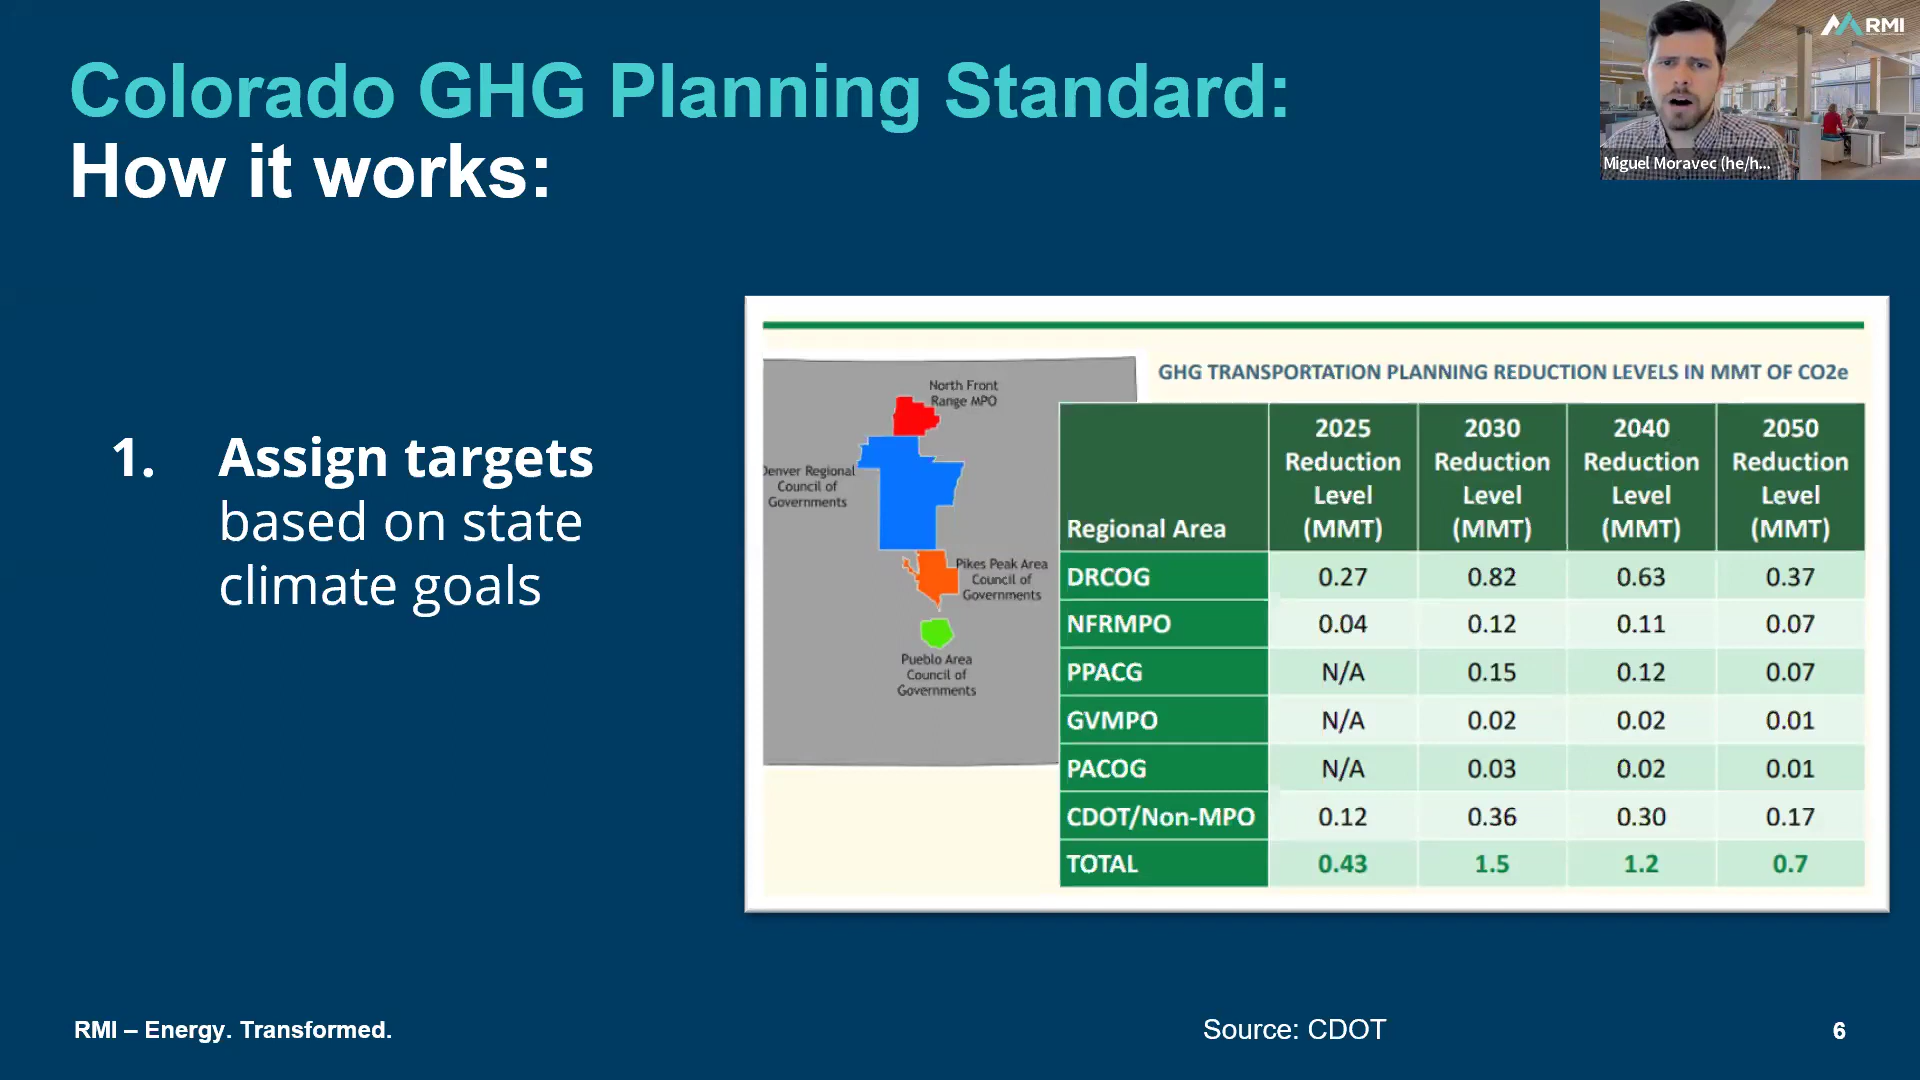 Colorado GHG Planning Standard:
How it works:
RMI
Miguel Moravec (he/h...
1. Assign targets
based on state
climate goals
North Front
Range MPO
Denver Regional
Council of
Governments
Pikes Peak Area
Council of
Governments
Pueblo Area
Council of
Governments
GHG TRANSPORTATION PLANNING REDUCTION LEVELS IN MMT OF CO2e
Regional Area 2025 Reduction Level (MMT) 2030 Reduction Level (MMT) 2040 Reduction Level (MMT) 2050 Reduction Level (MMT)
DRCOG 0.27 0.82 0.63 0.37
NFRMPO 0.04 0.12 0.11 0.07
PPACG N/A 0.15 0.12 0.07
GVMPO N/A 0.02 0.02 0.01
PACOG N/A 0.03 0.02 0.01
CDOT/Non-MPO 0.12 0.36 0.30 0.17
TOTAL 0.43 1.5 1.2 0.7
RMI – Energy. Transformed.
Source: CDOT
6